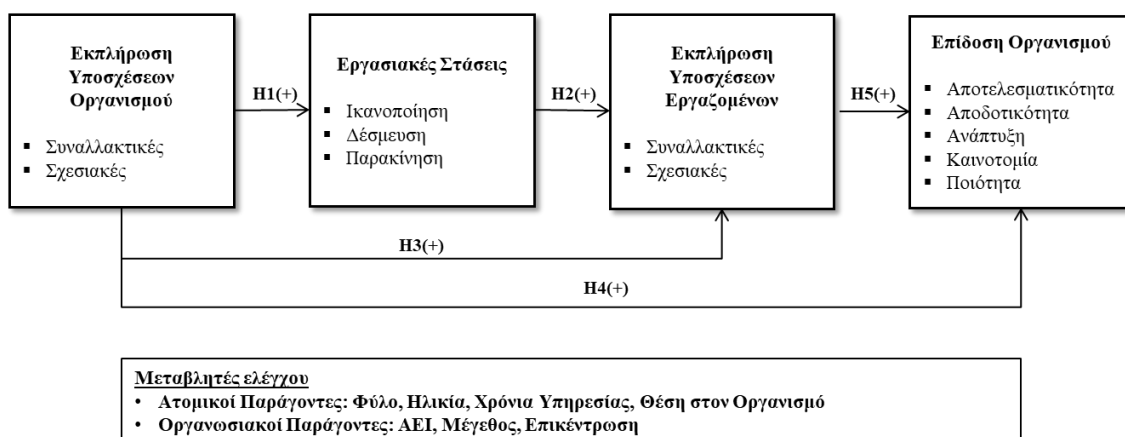 Εκπλήρωση
Υποσχέσεων
Οργανισμού
▪ Συναλλακτικές
▪ Σχεσιακές
H1(+)
Εργασιακές Στάσεις
▪ Ικανοποίηση
▪ Δέσμευση
▪ Παρακίνηση
H2(+)
Εκπλήρωση
Υποσχέσεων
Εργαζομένων
▪ Συναλλακτικές
▪ Σχεσιακές
H5(+)
Επίδοση Οργανισμού
▪ Αποτελεσματικότητα
▪ Αποδοτικότητα
▪ Ανάπτυξη
▪ Καινοτομία
▪ Ποιότητα
H3(+)
H4(+)
Μεταβλητές ελέγχου
• Ατομικοί Παράγοντες: Φύλο, Ηλικία, Χρόνια Υπηρεσίας, Θέση στον Οργανισμό
• Οργανωσιακοί Παράγοντες: ΑΕΙ, Μέγεθος, Επικέντρωση